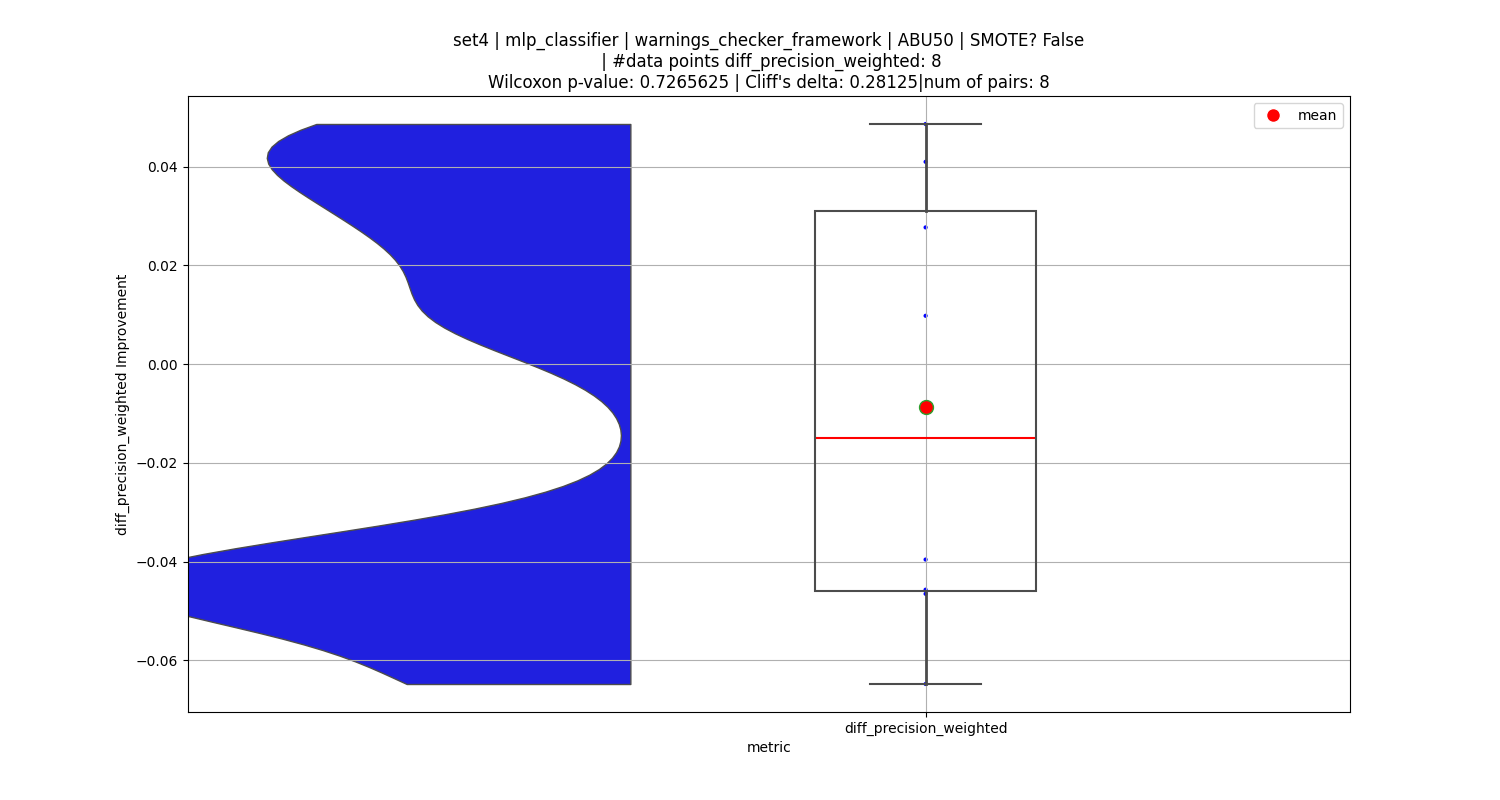 set4 | mlp_classifier | warnings_checker_framework | ABU50 | SMOTE? False
| #data points diff_precision_weighted: 8
Wilcoxon p-value: 0.7265625 | Cliff's delta: 0.28125|num of pairs: 8
mean
0.04
0.02
0.00
−0.02
−0.04
−0.06
diff_precision_weighted Improvement
diff_precision_weighted
metric